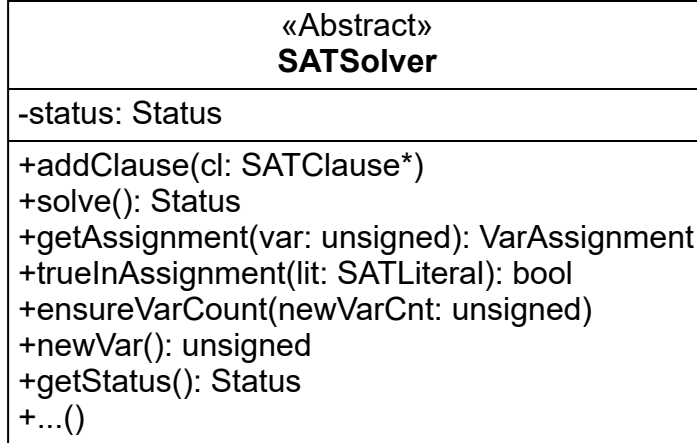 «Abstract»
SATSolver
-status: Status
+addClause(cl: SATClause*)
+solve(): Status
+getAssignment(var: unsigned): VarAssignment
+trueInAssignment(lit: SATLiteral): bool
+ensureVarCount(newVarCnt: unsigned)
+newVar(): unsigned
+getStatus(): Status
+...()